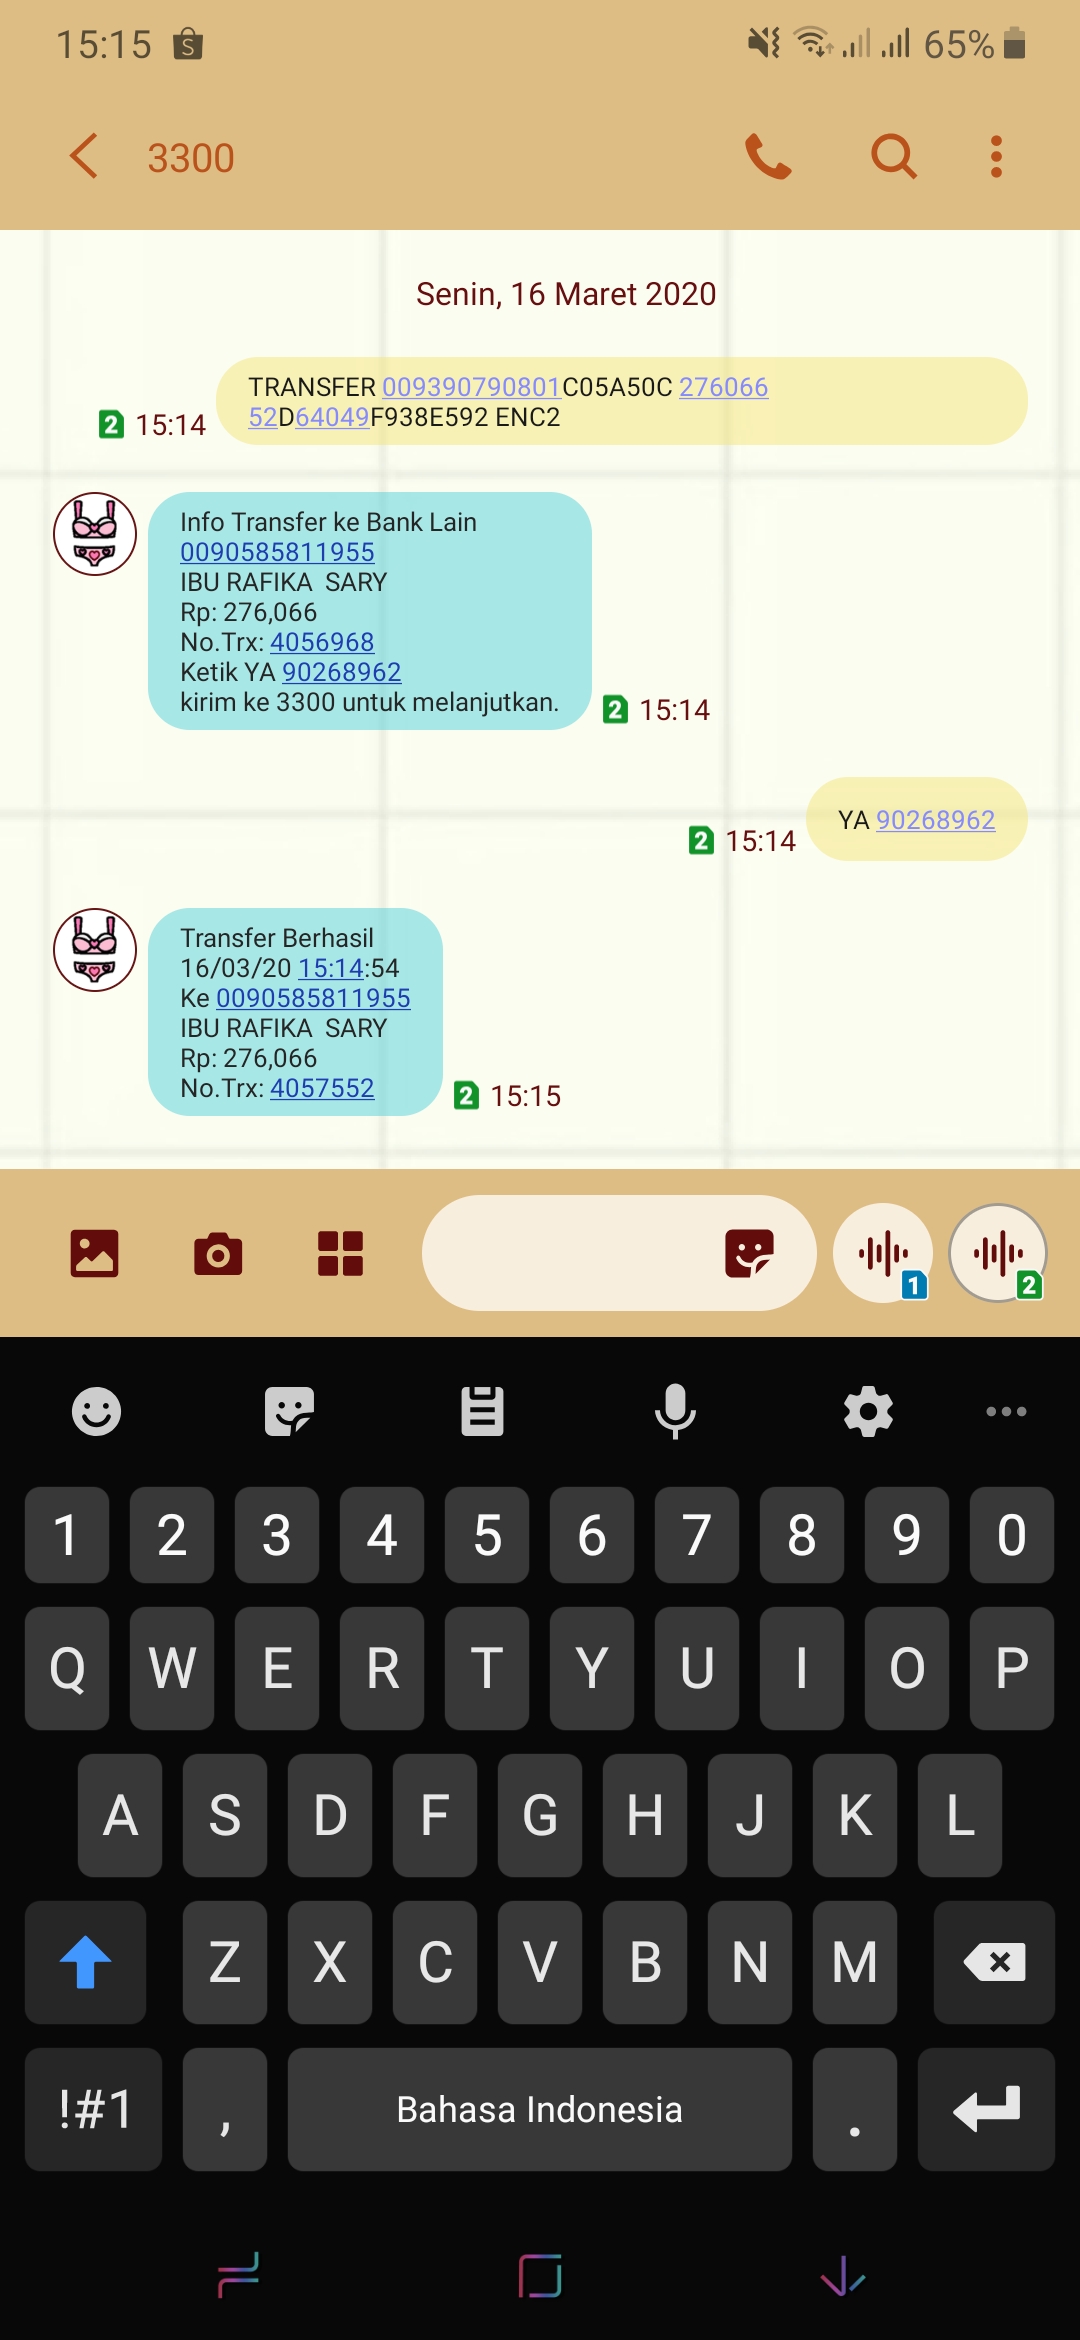 15:15
65%
3300
Senin, 16 Maret 2020
TRANSFER 009390790801C05A50C 276066
52D64049F938E592 ENC2
2 15:14
Info Transfer ke Bank Lain
0090585811955
IBU RAFIKA  SARY
Rp: 276,066
No.Trx: 4056968
Ketik YA 90268962
kirim ke 3300 untuk melanjutkan.
2 15:14
YA 90268962
2 15:14
Transfer Berhasil
16/03/20 15:14:54
Ke 0090585811955
IBU RAFIKA  SARY
Rp: 276,066
No.Trx: 4057552
2 15:15
1 2
1 2 3 4 5 6 7 8 9 0
Q W E R T Y U I O P
A S D F G H J K L
Z X C V B N M
!#1 , Bahasa Indonesia .